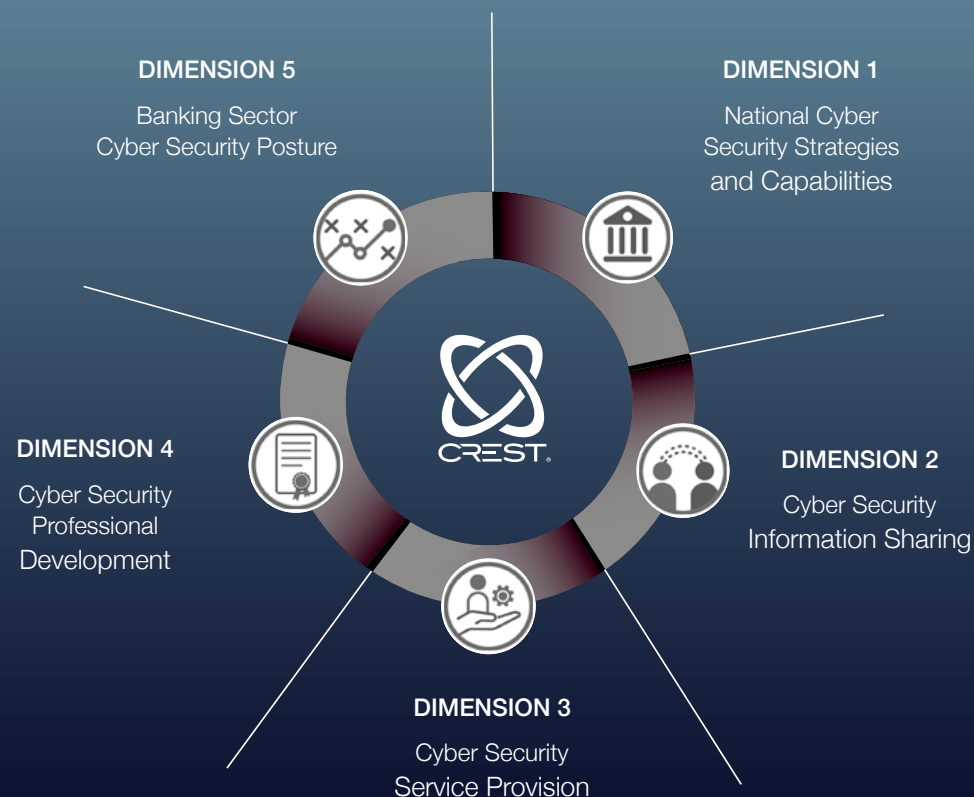 DIMENSION 5
Banking Sector
Cyber Security Posture
DIMENSION 1
National Cyber
Security Strategies
and Capabilities
CREST®
DIMENSION 4
Cyber Security
Professional
Development
DIMENSION 2
Cyber Security
Information Sharing
DIMENSION 3
Cyber Security
Service Provision